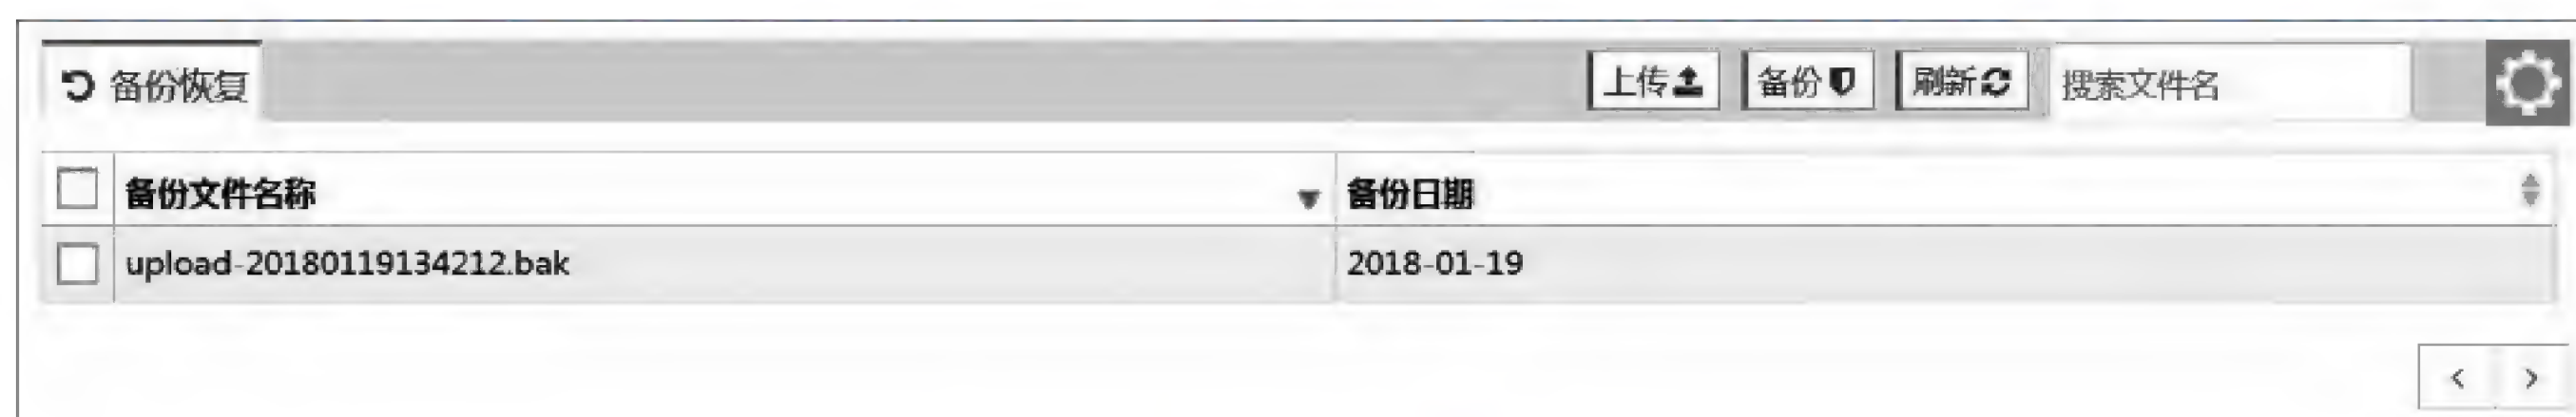 备份恢复 上传 备份 刷新 搜索文件名
备份文件名称 备份日期
upload-20180119134212.bak 2018-01-19